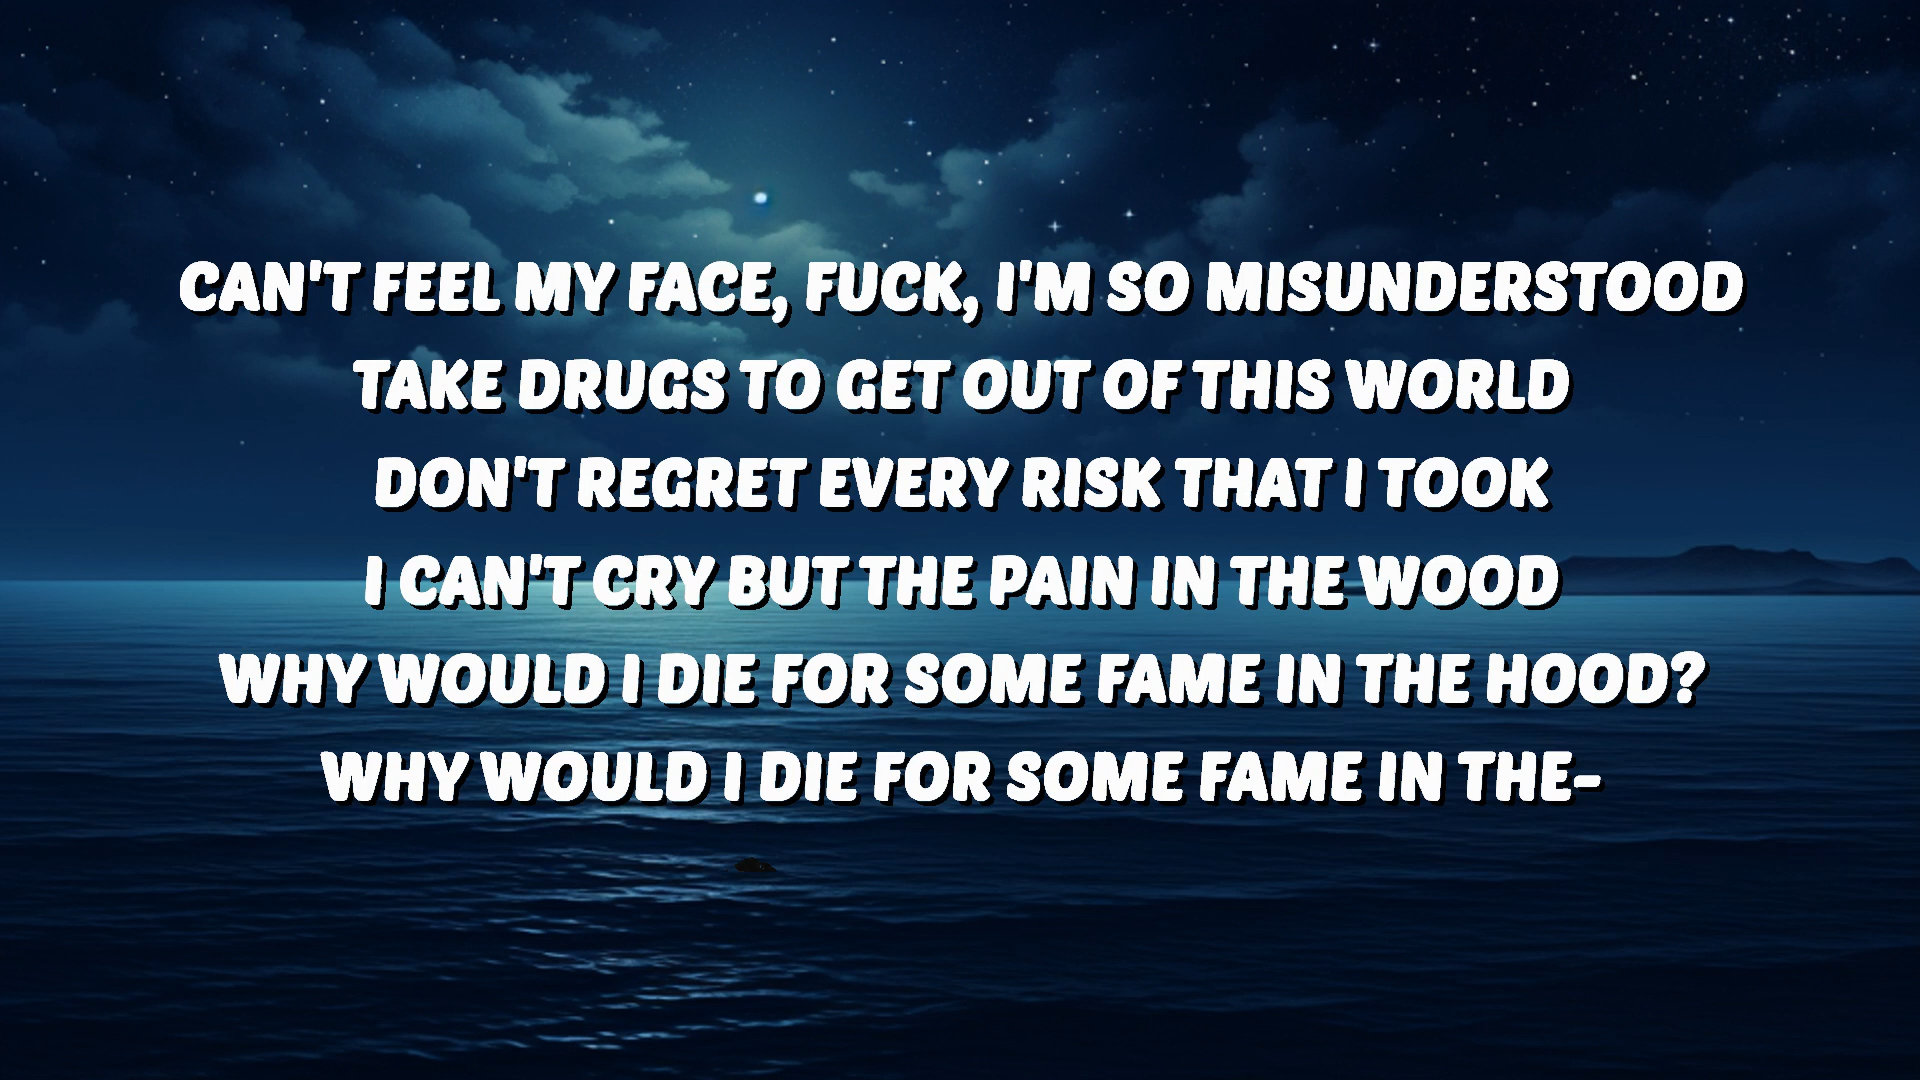 CAN'T FEEL MY FACE, FUCK, I'M SO MISUNDERSTOOD
TAKE DRUGS TO GET OUT OF THIS WORLD
DON'T REGRET EVERY RISK THAT I TOOK
I CAN'T CRY BUT THE PAIN IN THE WOOD
WHY WOULD I DIE FOR SOME FAME IN THE HOOD?
WHY WOULD I DIE FOR SOME FAME IN THE-